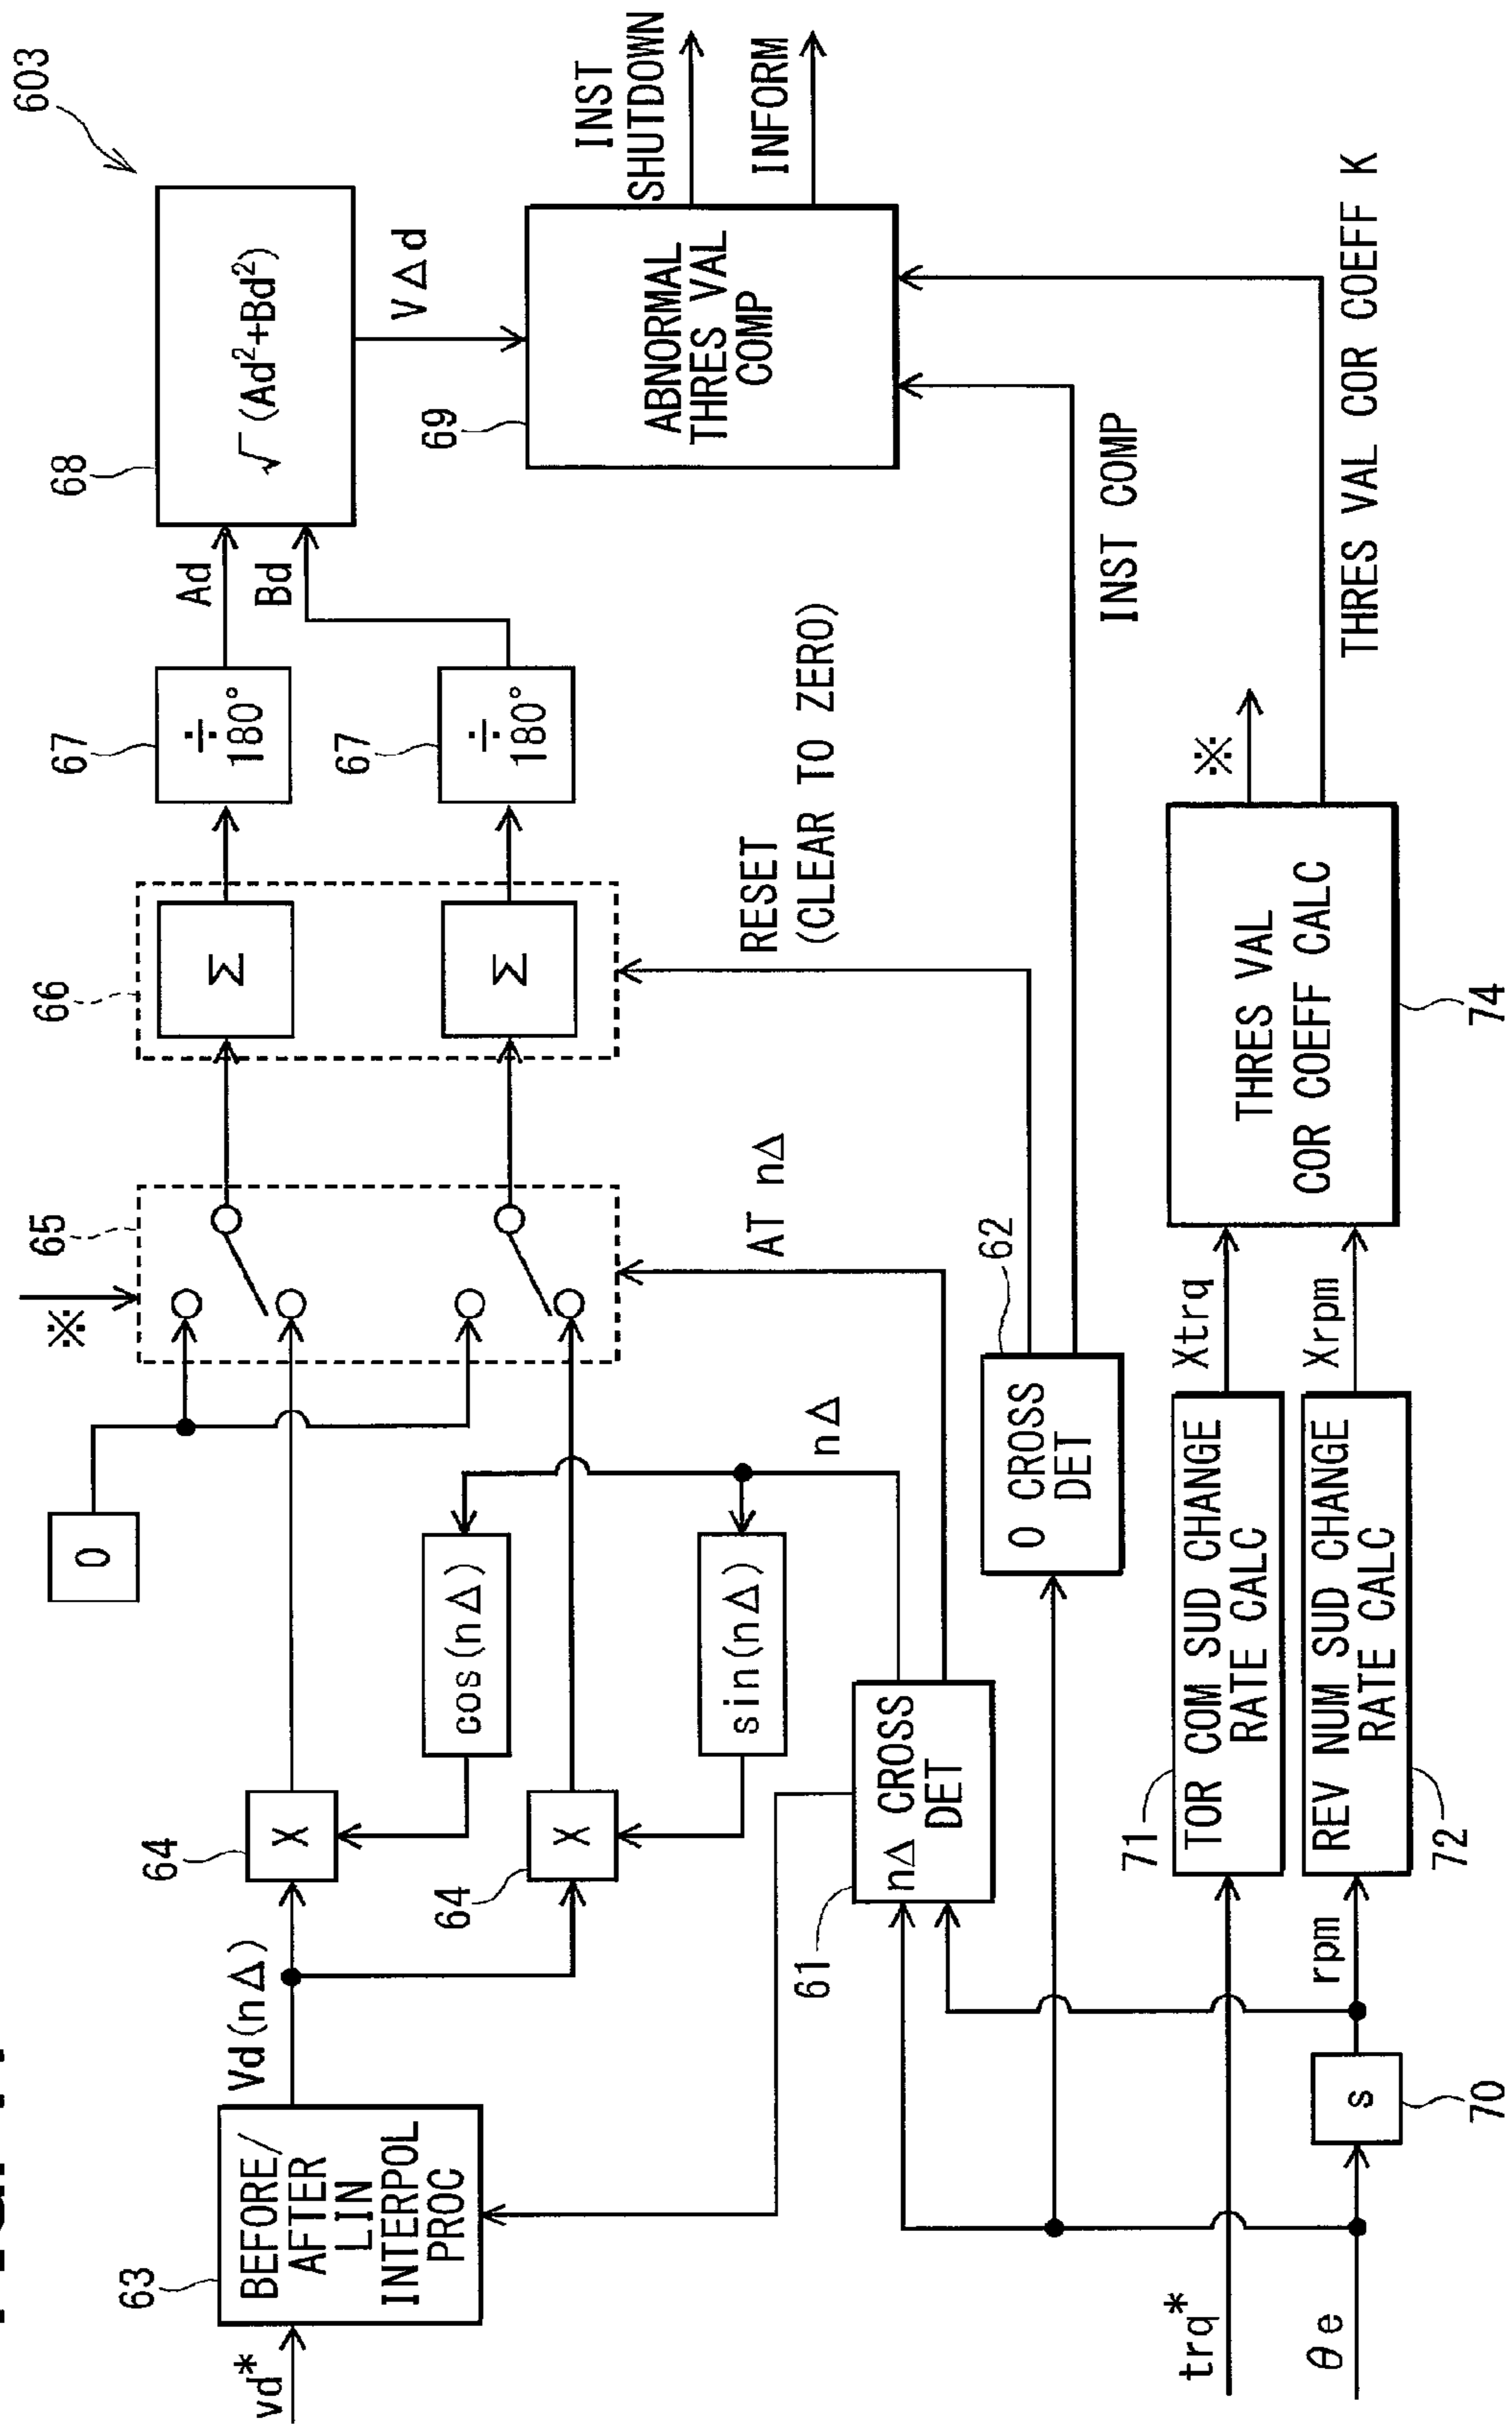 603
63
BEFORE/
AFTER
LIN
INTERPOL
PROC
vd*
Vd(nΔ)
64
X
64
X
cos(nΔ)
sin(nΔ)
0
※
65
66
Σ
Σ
67
÷
180°
67
÷
180°
Ad
Bd
68
√(Ad²+Bd²)
VΔd
69
ABNORMAL
THRES VAL
COMP
INST
SHUTDOWN
INFORM
61
nΔ CROSS
DET
nΔ
AT nΔ
62
0 CROSS
DET
RESET
(CLEAR TO ZERO)
INST COMP
trq*
θe
70
s
rpm
71
TOR COM SUD CHANGE
RATE CALC
72
REV NUM SUD CHANGE
RATE CALC
Xtrq
Xrpm
74
THRES VAL
COR COEFF CALC
※
THRES VAL COR COEFF K